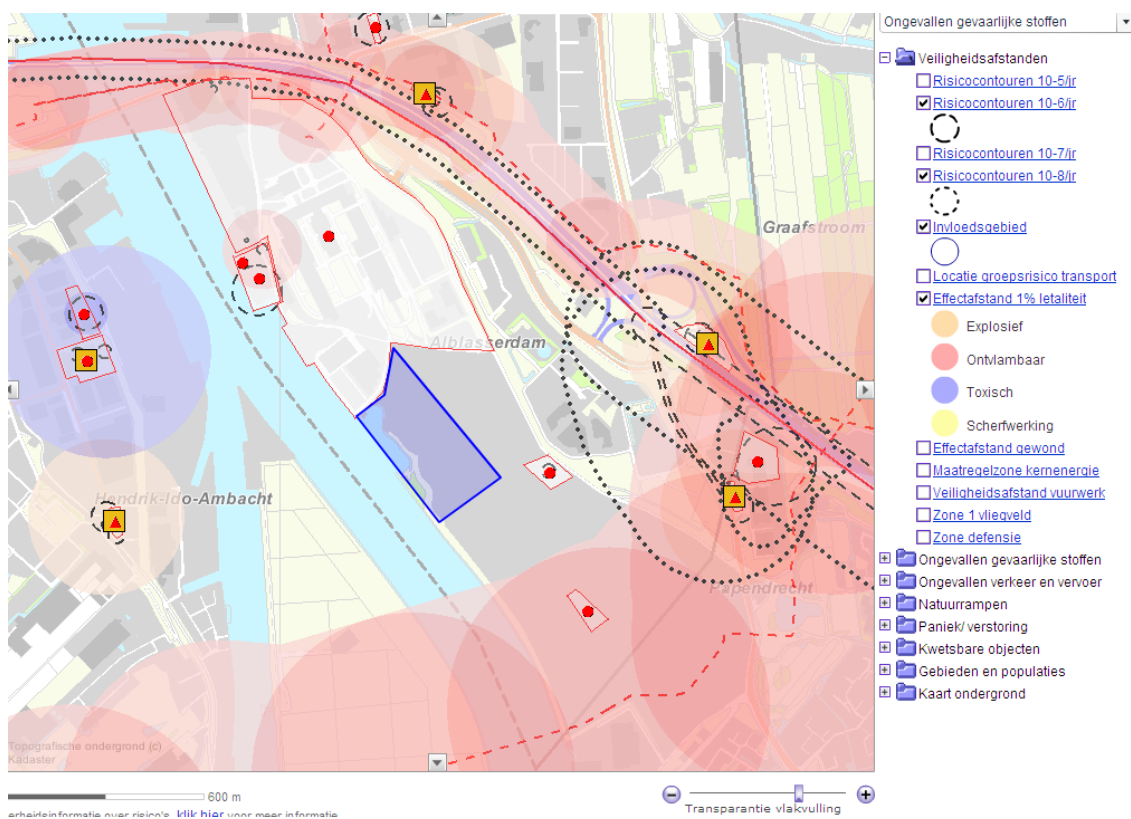 Ongevallen gevaarlijke stoffen
Veiligheidsafstanden
Risicocontouren 10-5/jr
Risicocontouren 10-6/jr
Risicocontouren 10-7/jr
Risicocontouren 10-8/jr
Invloedsgebied
Locatie groepsrisico transport
Effectafstand 1% letaliteit
Explosief
Ontvlambaar
Toxisch
Scherfwerking
Effectafstand gewond
Maatregelzone kernenergie
Veiligheidsafstand vuurwerk
Zone 1 vliegveld
Zone defensie
Ongevallen gevaarlijke stoffen
Ongevallen verkeer en vervoer
Natuurrampen
Paniek/ verstoring
Kwetsbare objecten
Gebieden en populaties
Kaart ondergrond
Graafstroom
Alblasserdam
Hendrik-Ido-Ambacht
Papendrecht
Topografische ondergrond (c)
Kadaster
600 m
Transparantie vlakvulling
erheidsinformatie over risico's, klik hier voor meer informatie